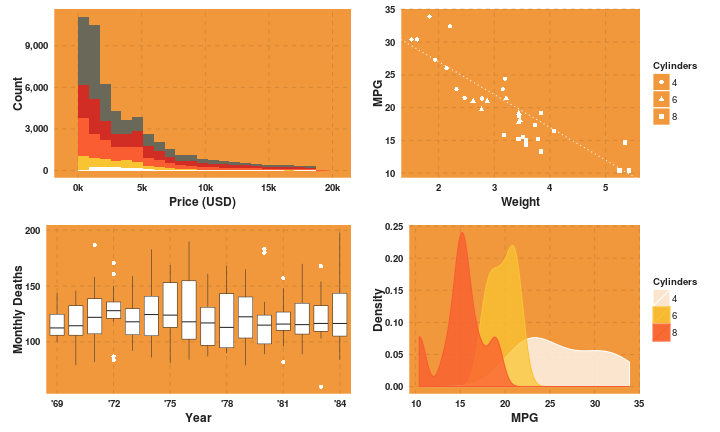 Count
9,000
6,000
3,000
0
0k 5k 10k 15k 20k
Price (USD)
MPG
35
30
25
20
15
10
2 3 4 5
Weight
Cylinders
4
6
8
Monthly Deaths
200
150
100
'69 '72 '75 '78 '81 '84
Year
Density
0.25
0.20
0.15
0.10
0.05
0.00
10 15 20 25 30 35
MPG
Cylinders
4
6
8